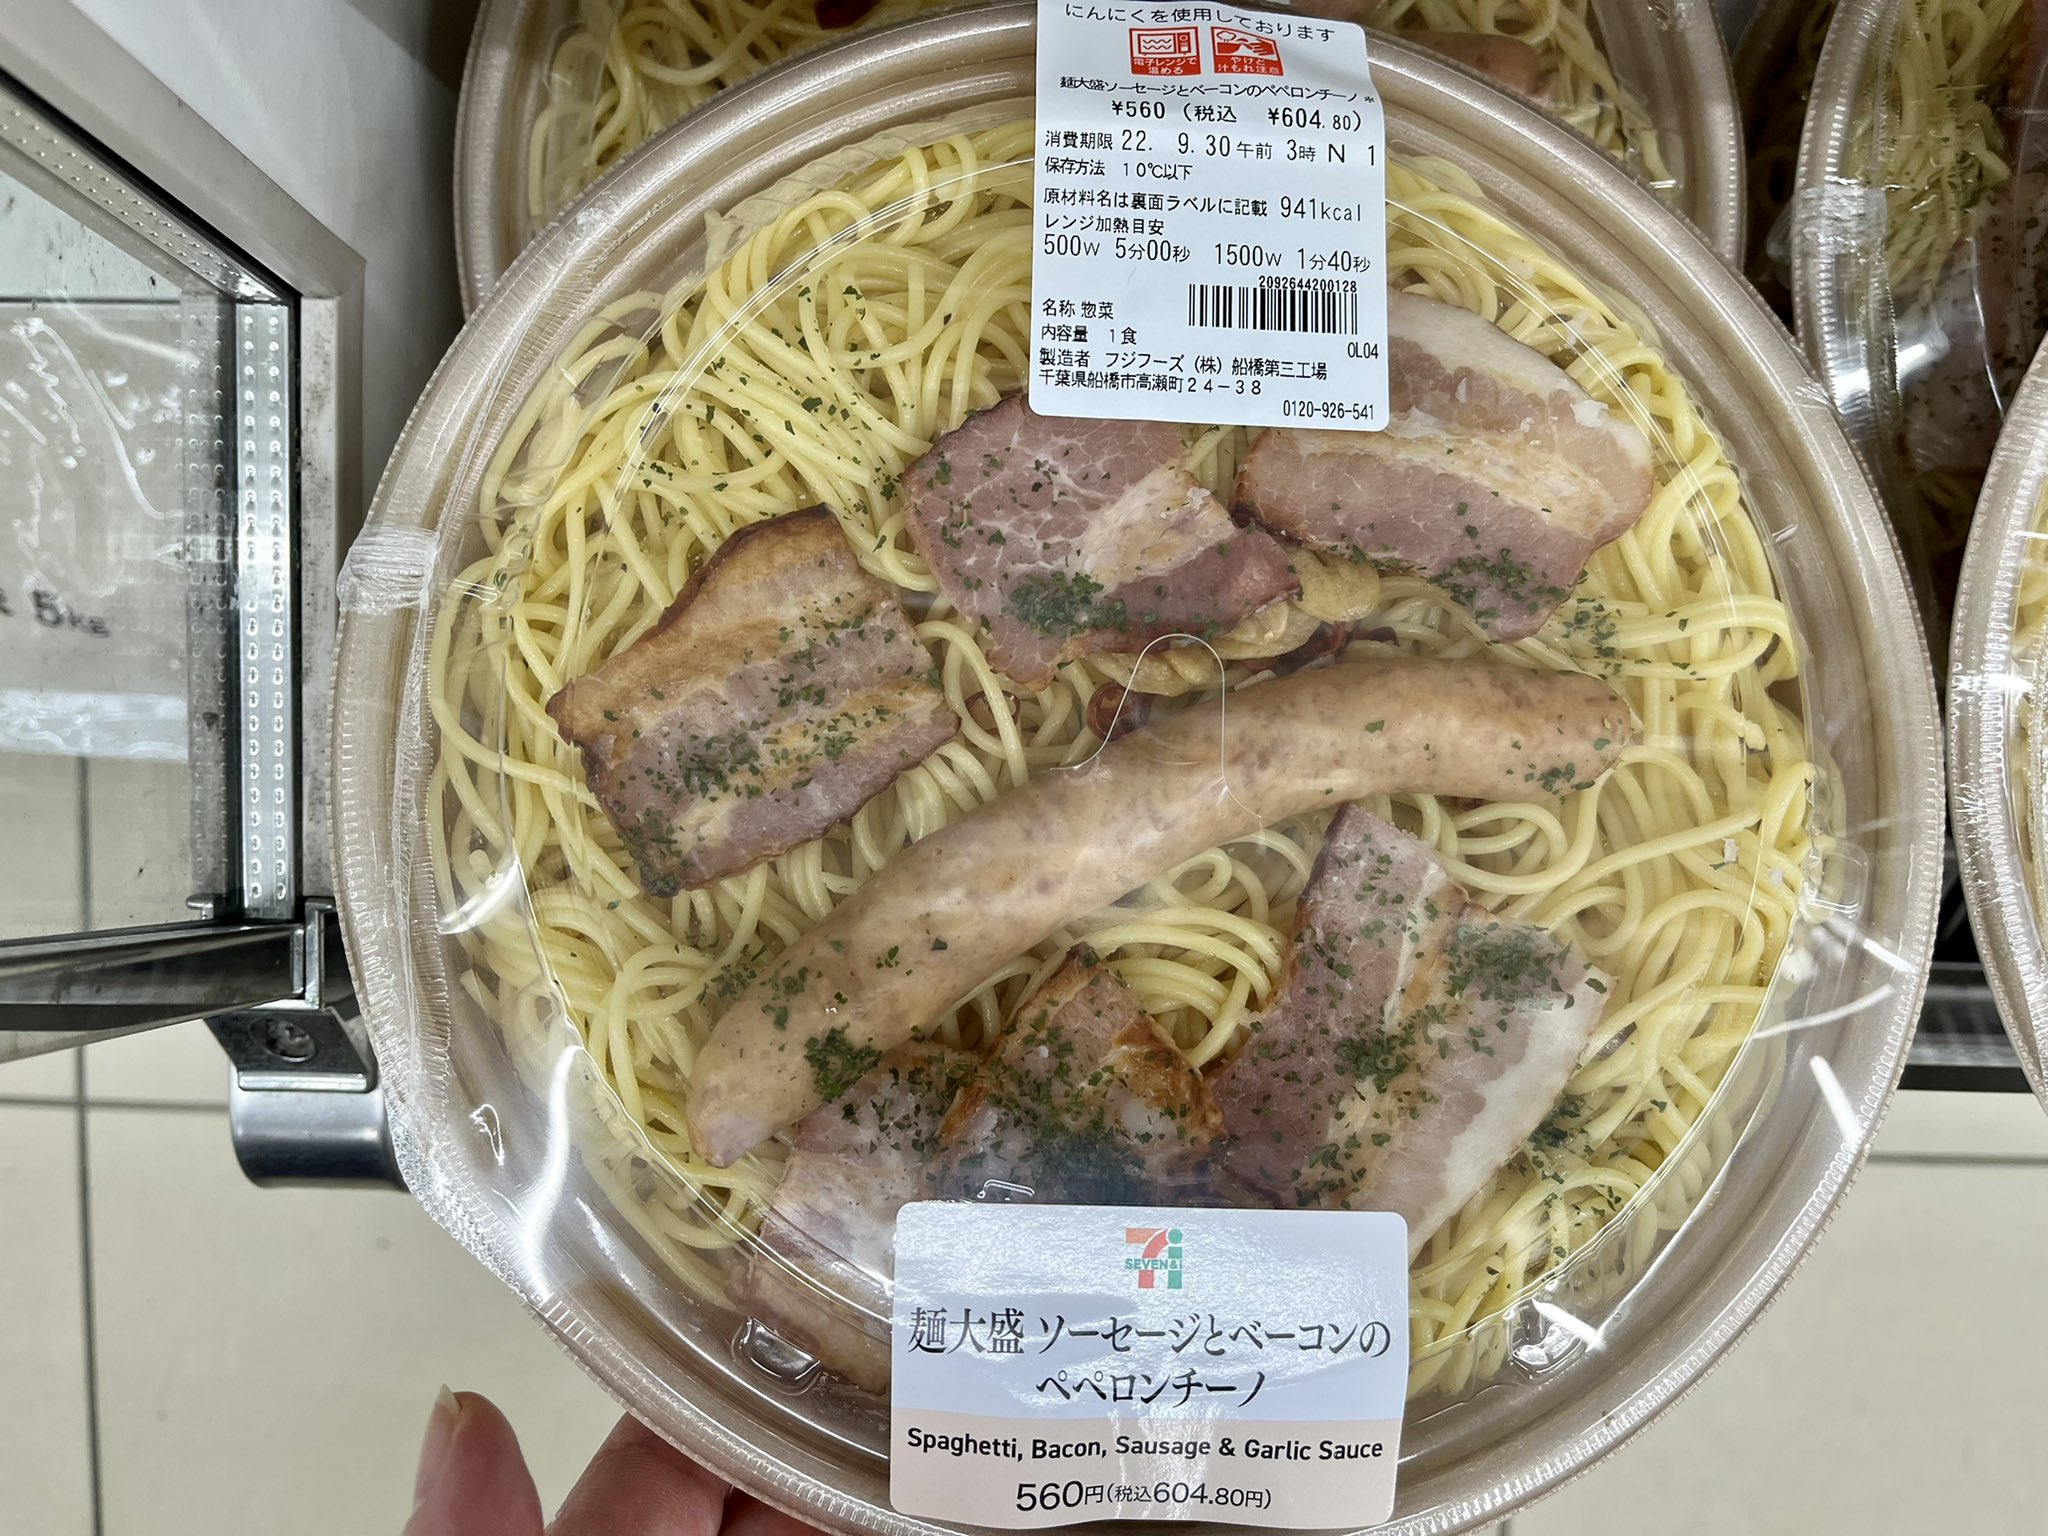 にんにくを使用しております
電子レンジで
温める
やけど
汁もれ注意
麺大盛ソーセージとベーコンのペペロンチーノ*
¥560 (税込 ¥604.80)
消費期限 22. 9.30午前 3時 N 1
保存方法 10℃以下
原材料名は裏面ラベルに記載 941kcal
レンジ加熱目安
500W 5分00秒 1500W 1分40秒
2092644200128
名称 惣菜
内容量 1食
0L04
製造者 フジフーズ(株) 船橋第三工場
千葉県船橋市高瀬町24-38
0120-926-541
SEVEN&i
麺大盛 ソーセージとベーコンの
ペペロンチーノ
Spaghetti, Bacon, Sausage & Garlic Sauce
560円(税込604.80円)